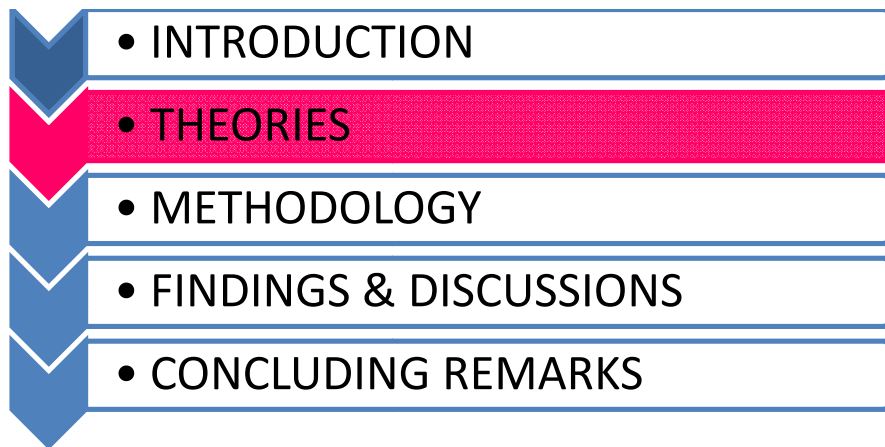 • INTRODUCTION
• THEORIES
• METHODOLOGY
• FINDINGS & DISCUSSIONS
• CONCLUDING REMARKS